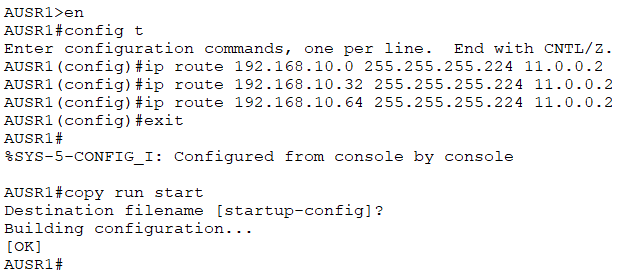 AUSR1>en
AUSR1#config t
Enter configuration commands, one per line.  End with CNTL/Z.
AUSR1(config)#ip route 192.168.10.0 255.255.255.224 11.0.0.2
AUSR1(config)#ip route 192.168.10.32 255.255.255.224 11.0.0.2
AUSR1(config)#ip route 192.168.10.64 255.255.255.224 11.0.0.2
AUSR1(config)#exit
AUSR1#
%SYS-5-CONFIG_I: Configured from console by console

AUSR1#copy run start
Destination filename [startup-config]?
Building configuration...
[OK]
AUSR1#